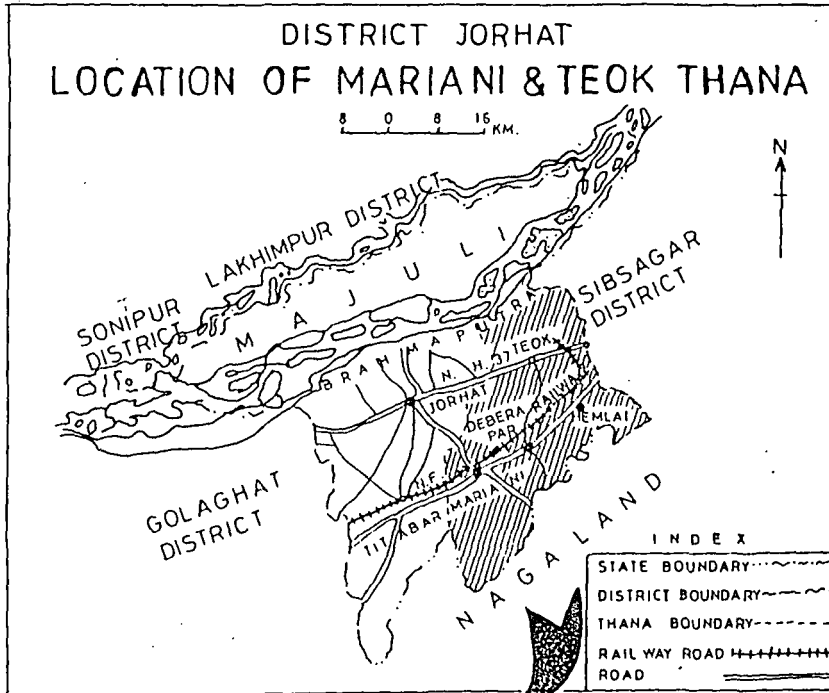 DISTRICT JORHAT
LOCATION OF MARIANI & TEOK THANA
8 0 8 16 KM.
N
LAKHIMPUR DISTRICT
SONIPUR DISTRICT
MAJULI
SIBSAGAR DISTRICT
BRAHMAPUTRA
N. H. 37
TEOK
JORHAT
DEBERA PAR
RAILWAY
HEMLAI
N.F.
MARIANI
TITABAR
GOLAGHAT DISTRICT
NAGALAND
INDEX
STATE BOUNDARY
DISTRICT BOUNDARY
THANA BOUNDARY
RAIL WAY ROAD
ROAD